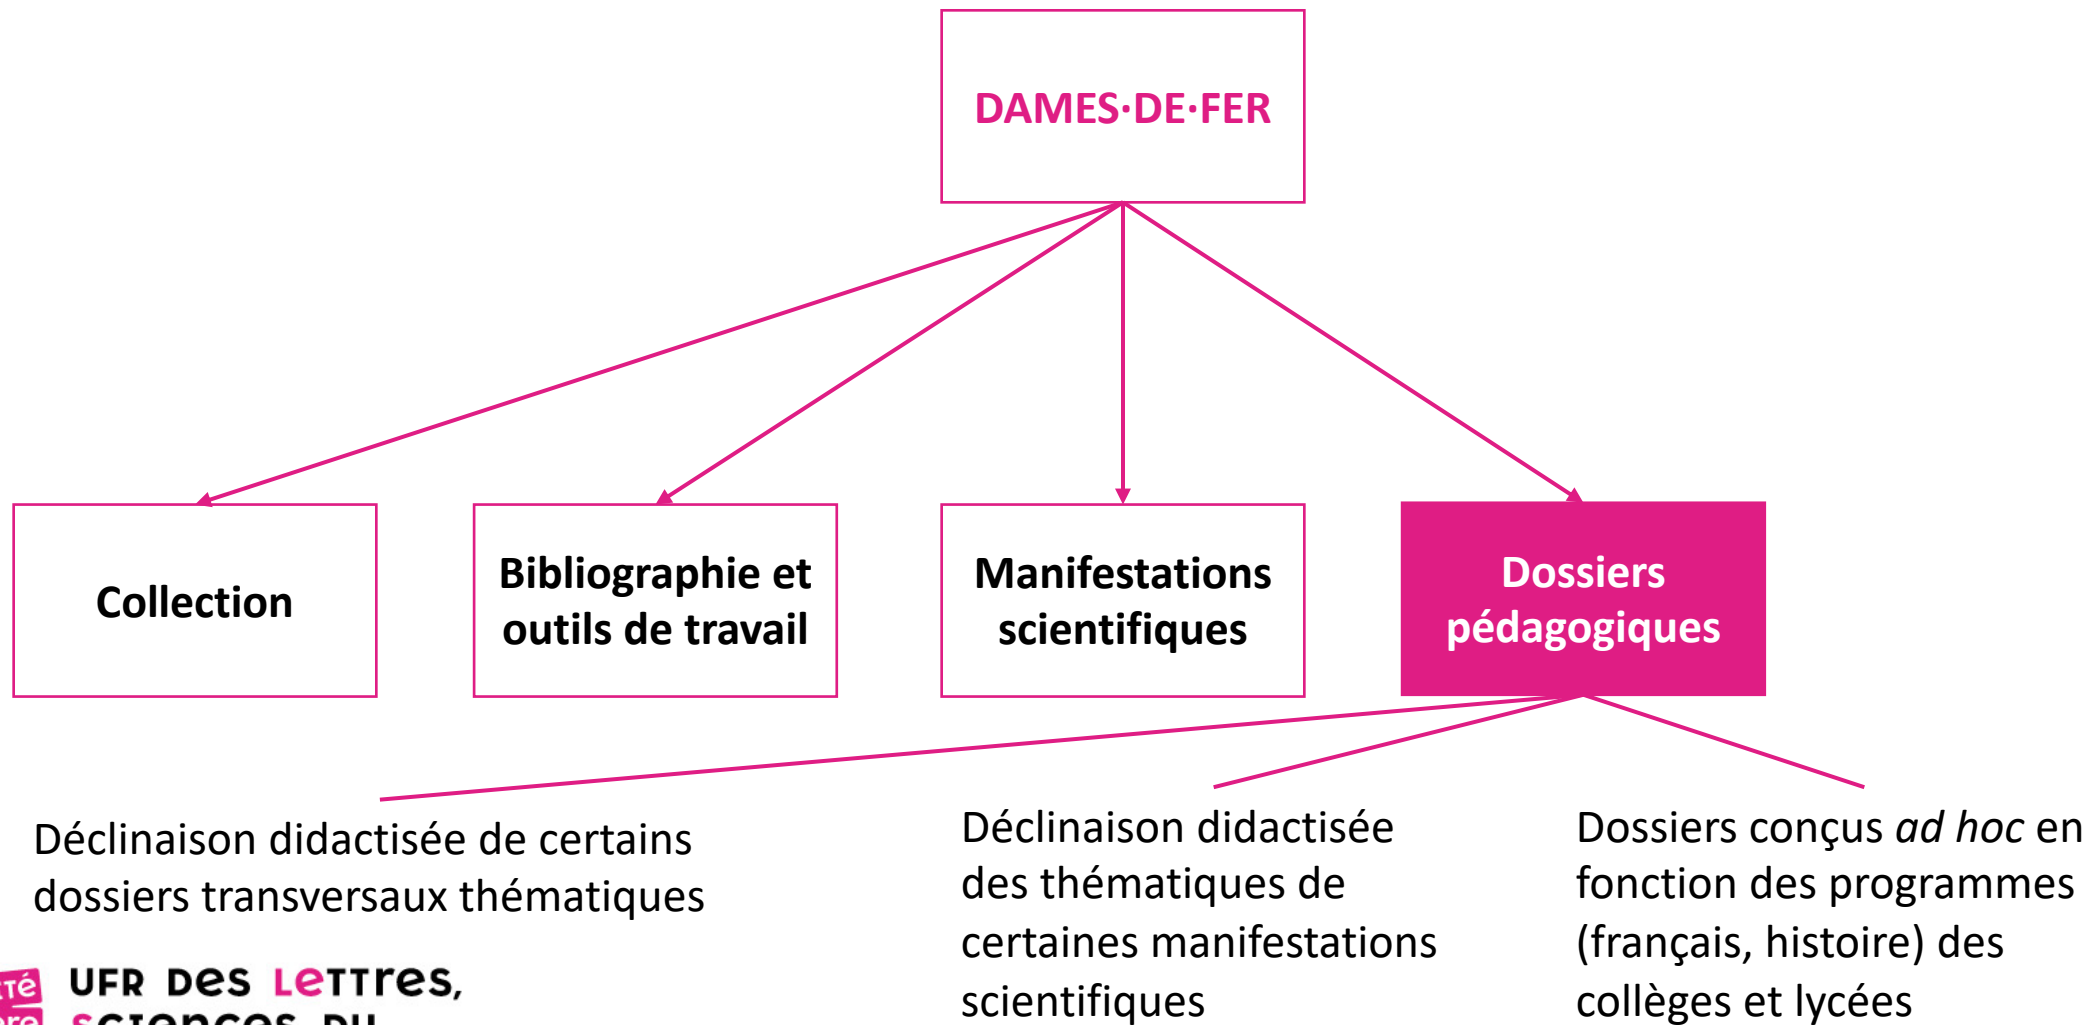 DAMES·DE·FER
Collection
Bibliographie et
outils de travail
Manifestations
scientifiques
Dossiers
pédagogiques
Déclinaison didactisée de certains
dossiers transversaux thématiques
Déclinaison didactisée
des thématiques de
certaines manifestations
scientifiques
Dossiers conçus ad hoc en
fonction des programmes
(français, histoire) des
collèges et lycées
UFR Des LeTTres,
sciences DU